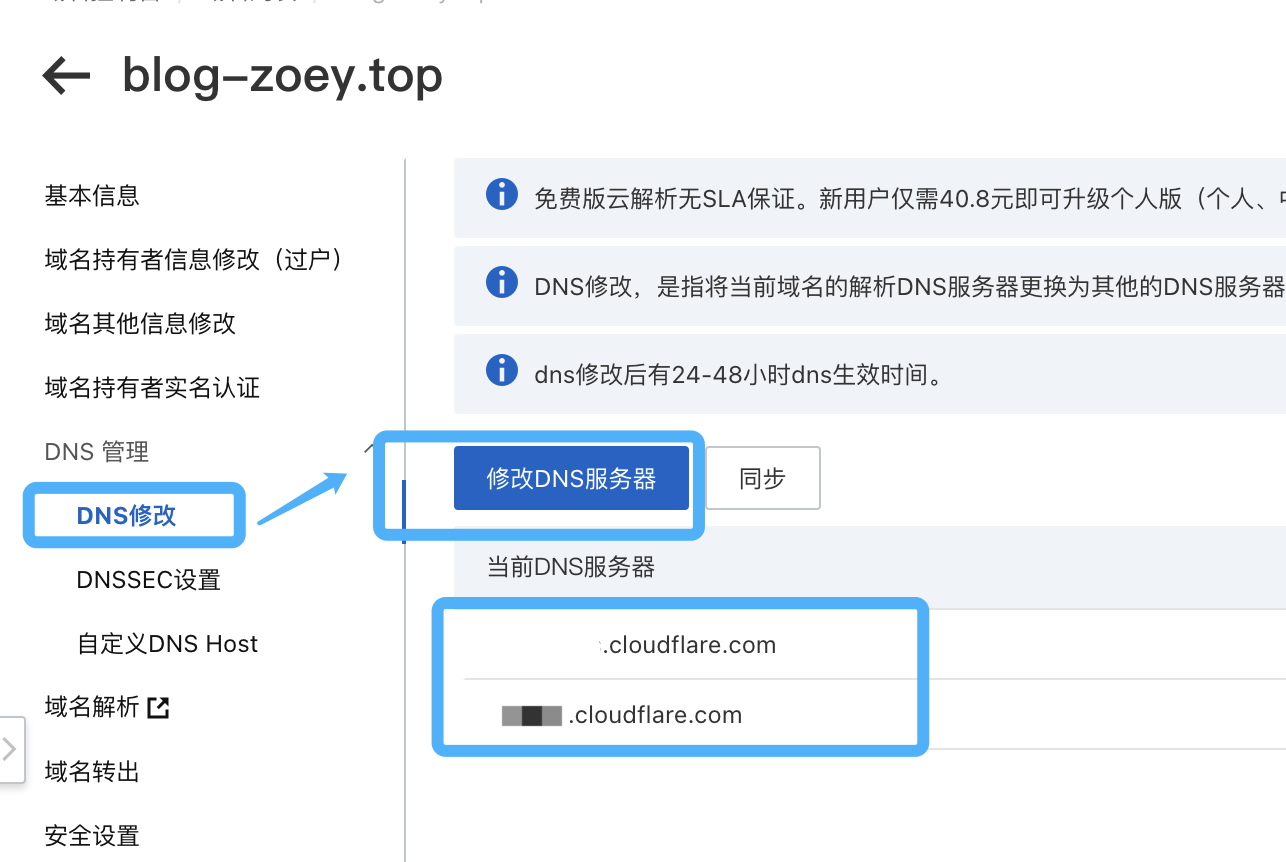 blog-zoey.top
基本信息
域名持有者信息修改（过户）
域名其他信息修改
域名持有者实名认证
DNS 管理
DNS修改
DNSSEC设置
自定义DNS Host
域名解析
域名转出
安全设置
免费版云解析无SLA保证。新用户仅需40.8元即可升级个人版（个人、
DNS修改，是指将当前域名的解析DNS服务器更换为其他的DNS服务器
dns修改后有24-48小时dns生效时间。
修改DNS服务器
同步
当前DNS服务器
.cloudflare.com
.cloudflare.com